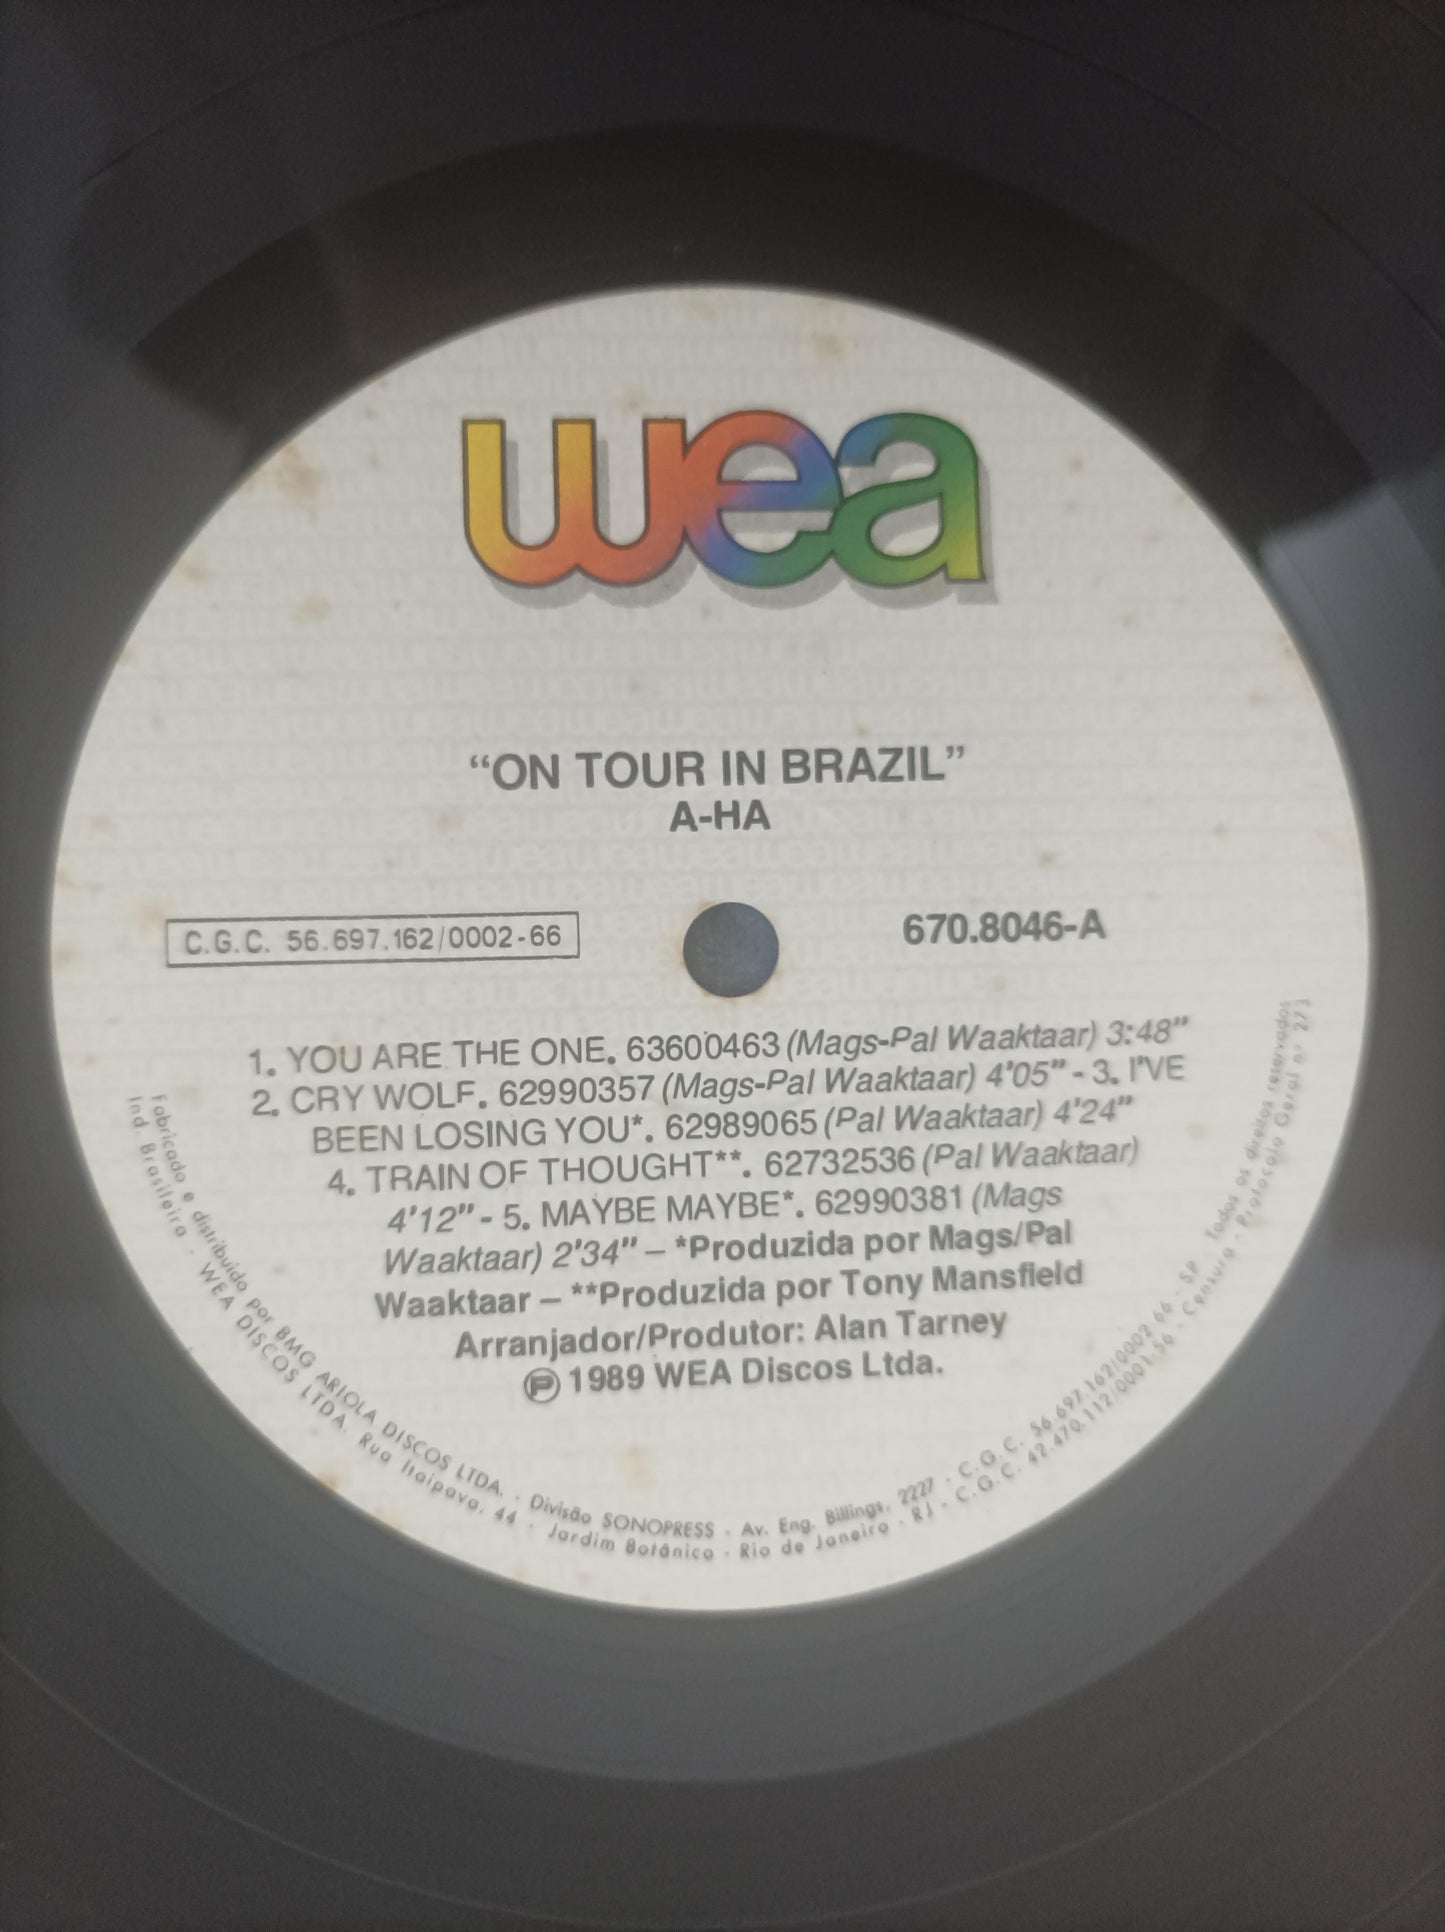 wea
“ON TOUR IN BRAZIL”
A-HA
C.G.C. 56.697.162/0002-66
670.8046-A
1. YOU ARE THE ONE. 63600463 (Mags-Pal Waaktaar) 3:48”
2. CRY WOLF. 62990357 (Mags-Pal Waaktaar) 4'05” - 3. I'VE
BEEN LOSING YOU*. 62989065 (Pal Waaktaar) 4'24”
4. TRAIN OF THOUGHT**. 62732536 (Pal Waaktaar)
4'12” - 5. MAYBE MAYBE*. 62990381 (Mags
Waaktaar) 2'34” – *Produzida por Mags/Pal
Waaktaar – **Produzida por Tony Mansfield
Arranjador/Produtor: Alan Tarney
℗ 1989 WEA Discos Ltda.
Fabricado e distribuído por BMG ARIOLA DISCOS LTDA. . Divisão SONOPRESS . Av. Eng. Billings, 2227 - C.G.C. 56.697.162/0002.66 - S.P. Todos os direitos reservados
Ind. Brasileira - WEA DISCOS LTDA. Rua Itaipava, 44 - Jardim Botânico - Rio de Janeiro - RJ - C.G.C. 42.470.112/0001-56 - Censura - Protocolo Geral nº 273